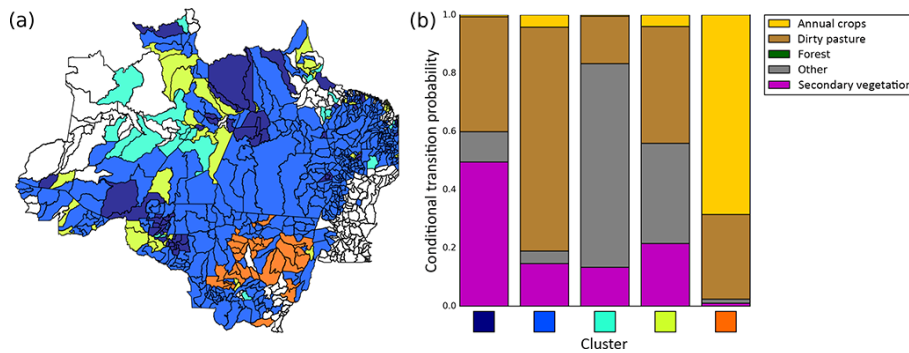 (a)
(b)
Conditional transition probability
1.0
0.8
0.6
0.4
0.2
0.0
Cluster
Annual crops
Dirty pasture
Forest
Other
Secondary vegetation